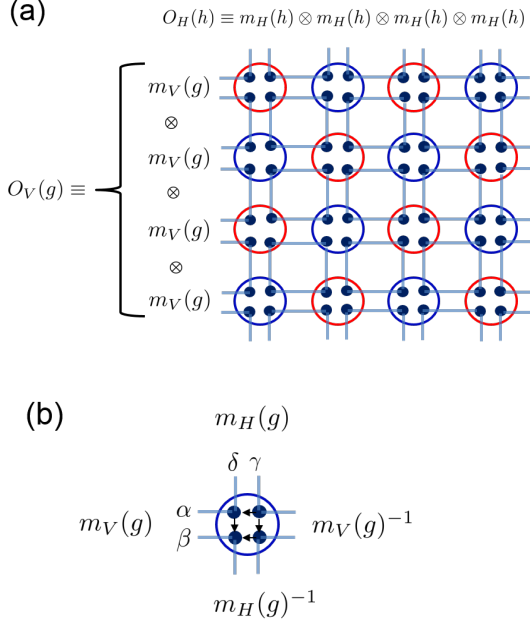 (a)
O_H(h) ≡ m_H(h) ⊗ m_H(h) ⊗ m_H(h) ⊗ m_H(h)
m_V(g)
⊗
m_V(g)
O_V(g) ≡
⊗
m_V(g)
⊗
m_V(g)
(b)
m_H(g)
δ γ
α
m_V(g) m_V(g)⁻¹
β
m_H(g)⁻¹